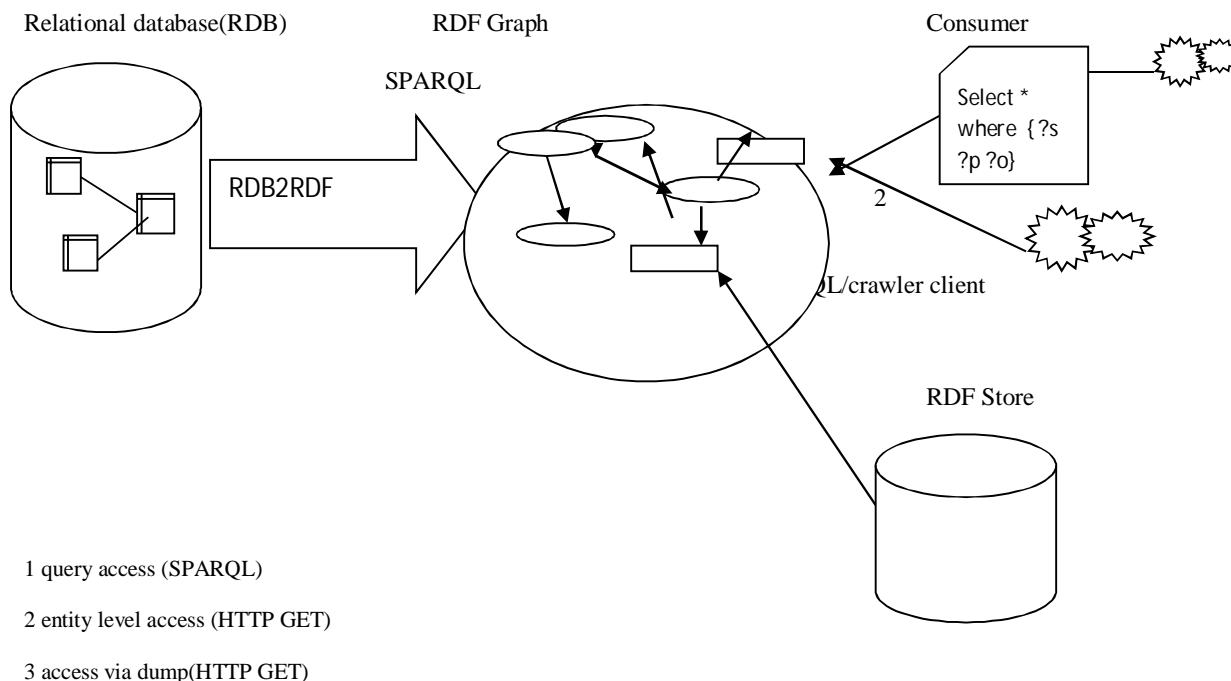 Relational database(RDB)
RDF Graph
Consumer
SPARQL
Select *
where {?s
?p ?o}
RDB2RDF
2
QL/crawler client
RDF Store
1 query access (SPARQL)
2 entity level access (HTTP GET)
3 access via dump(HTTP GET)